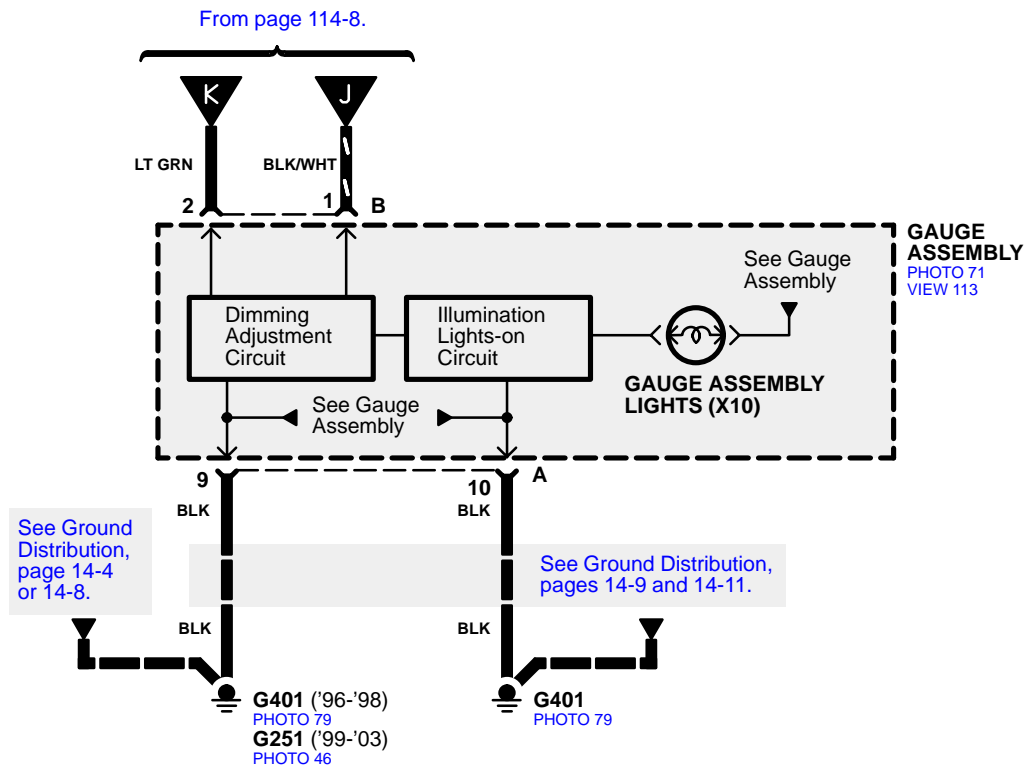 From page 114-8.
K
J
LT GRN
BLK/WHT
2
1
B
GAUGE
ASSEMBLY
PHOTO 71
VIEW 113
See Gauge
Assembly
Dimming
Adjustment
Circuit
Illumination
Lights-on
Circuit
GAUGE ASSEMBLY
LIGHTS (X10)
See Gauge
Assembly
9
10
A
BLK
BLK
See Ground
Distribution,
page 14-4
or 14-8.
See Ground Distribution,
pages 14-9 and 14-11.
BLK
BLK
G401 ('96-'98)
PHOTO 79
G251 ('99-'03)
PHOTO 46
G401
PHOTO 79